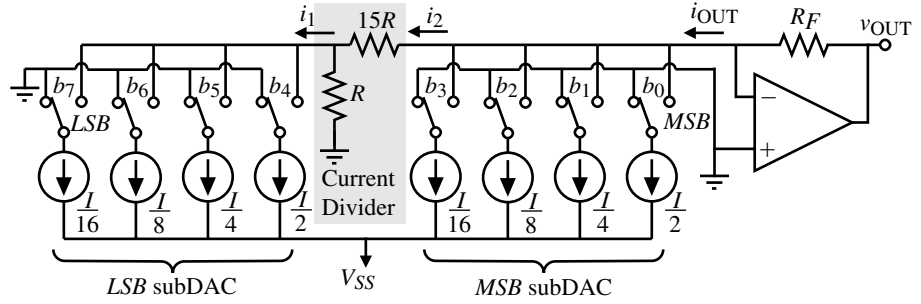 i1 15R i2 iOUT RF vOUT
b7 b6 b5 b4 R b3 b2 b1 b0
LSB MSB
− +
I/16 I/8 I/4 I/2 Current Divider I/16 I/8 I/4 I/2
LSB subDAC VSS MSB subDAC